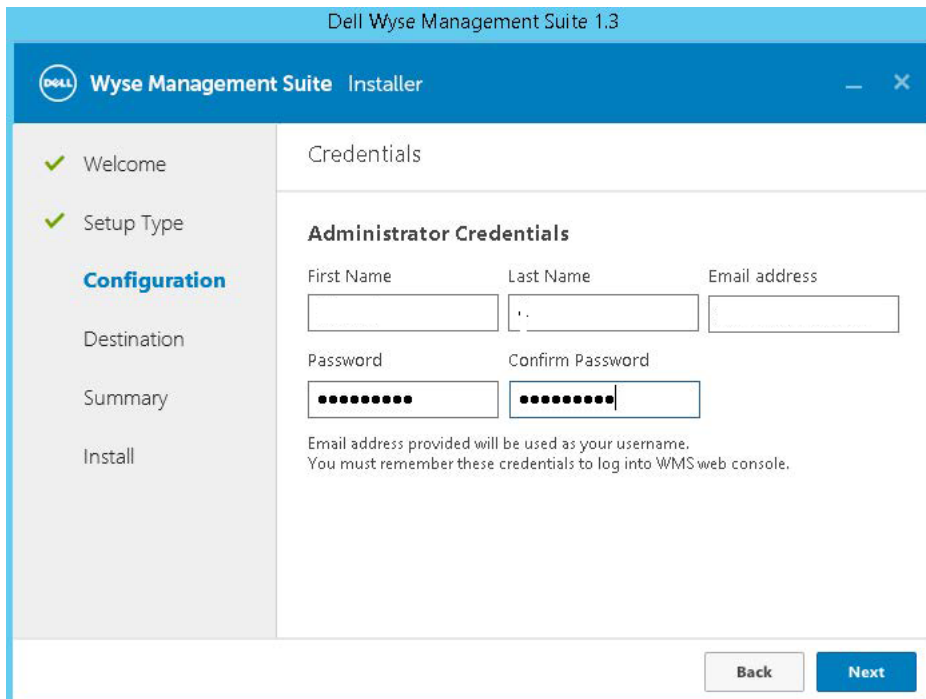 Dell Wyse Management Suite 1.3
DELL Wyse Management Suite Installer
Welcome
Credentials
Setup Type
Administrator Credentials
Configuration
First Name Last Name Email address
Destination
Password Confirm Password
Summary
●●●●●●●●● ●●●●●●●●●
Email address provided will be used as your username.
Install
You must remember these credentials to log into WMS web console.
Back Next